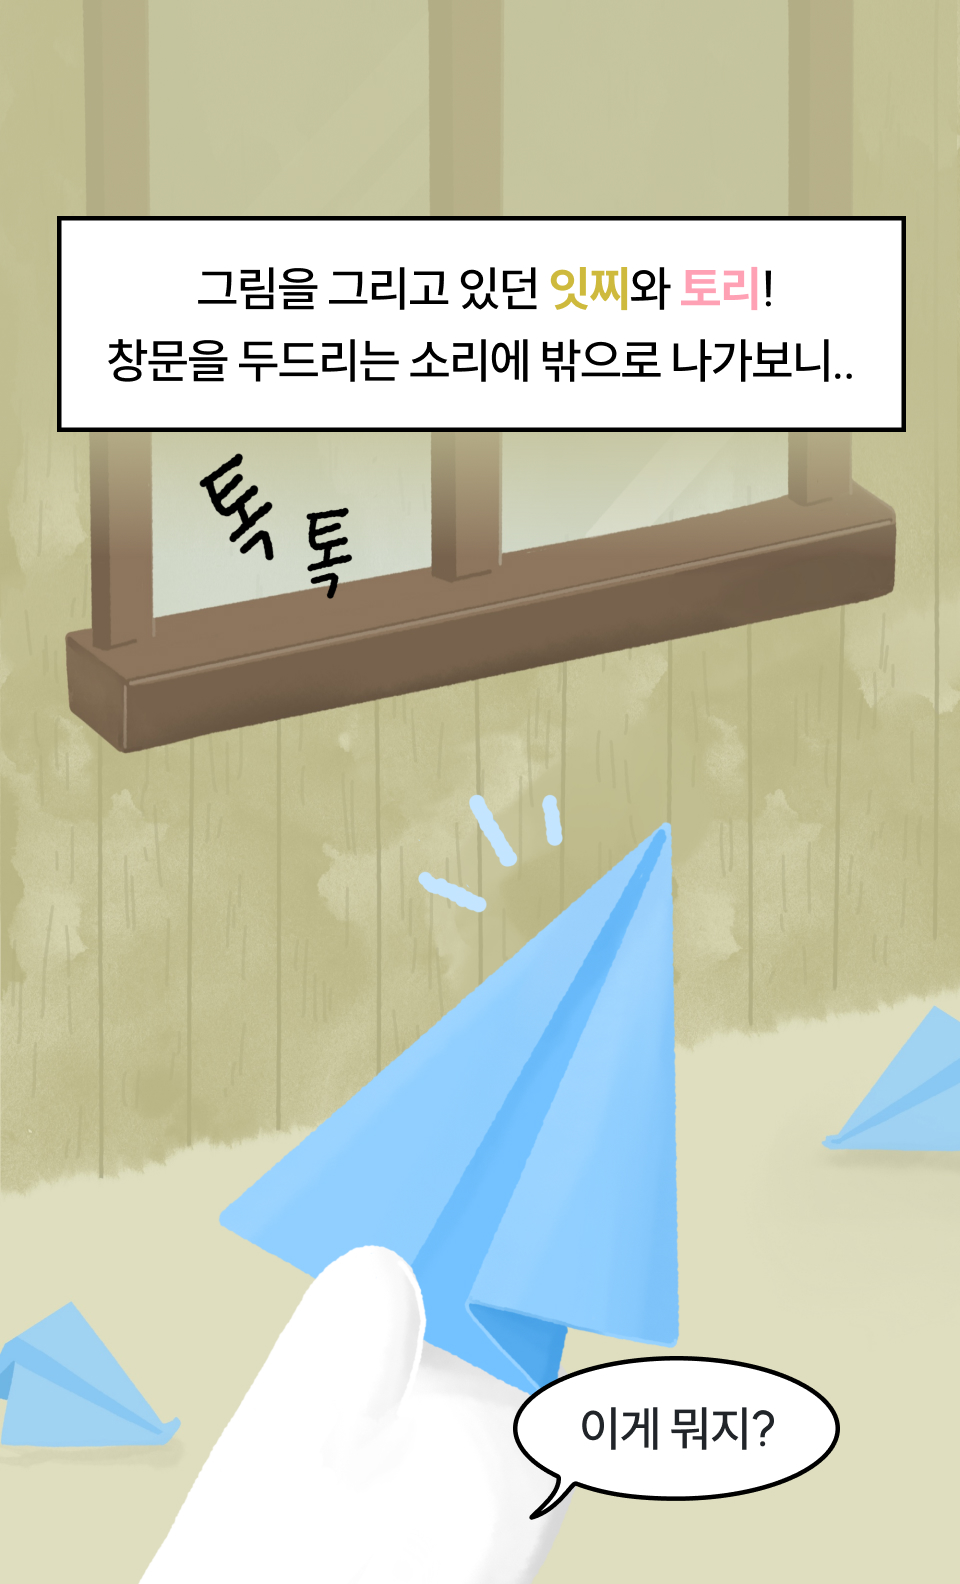 그림을 그리고 있던 잇찌와 토리!
창문을 두드리는 소리에 밖으로 나가보니..
톡
톡
이게 뭐지?